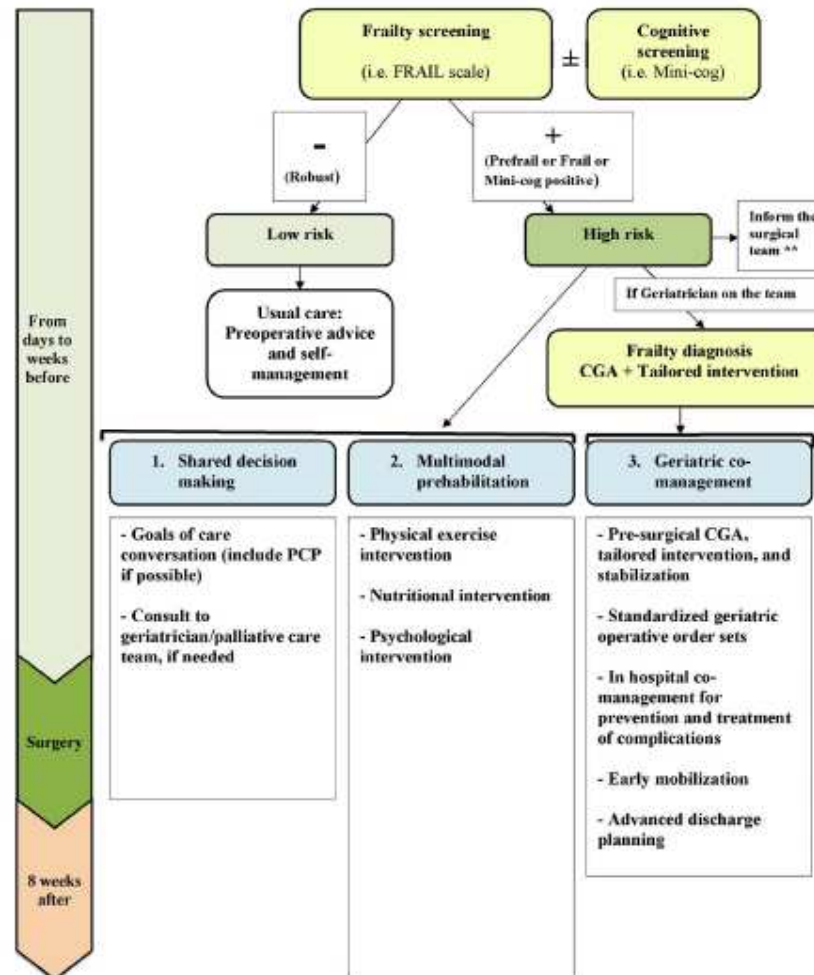 Frailty screening
(i.e. FRAIL scale)
±
Cognitive
screening
(i.e. Mini-cog)
-
(Robust)
+
(Prefrail or Frail or
Mini-cog positive)
Low risk
High risk
Inform the
surgical
team ^^
If Geriatrician on the team
Usual care:
Preoperative advice
and self-
management
Frailty diagnosis
CGA + Tailored intervention
From
days to
weeks
before
1. Shared decision
making
2. Multimodal
prehabilitation
3. Geriatric co-
management
- Goals of care
conversation (include PCP
if possible)
- Consult to
geriatrician/palliative care
team, if needed
- Physical exercise
intervention
- Nutritional intervention
- Psychological
intervention
- Pre-surgical CGA,
tailored intervention, and
stabilization
- Standardized geriatric
operative order sets
- In hospital co-
management for
prevention and treatment
of complications
- Early mobilization
- Advanced discharge
planning
Surgery
8 weeks
after